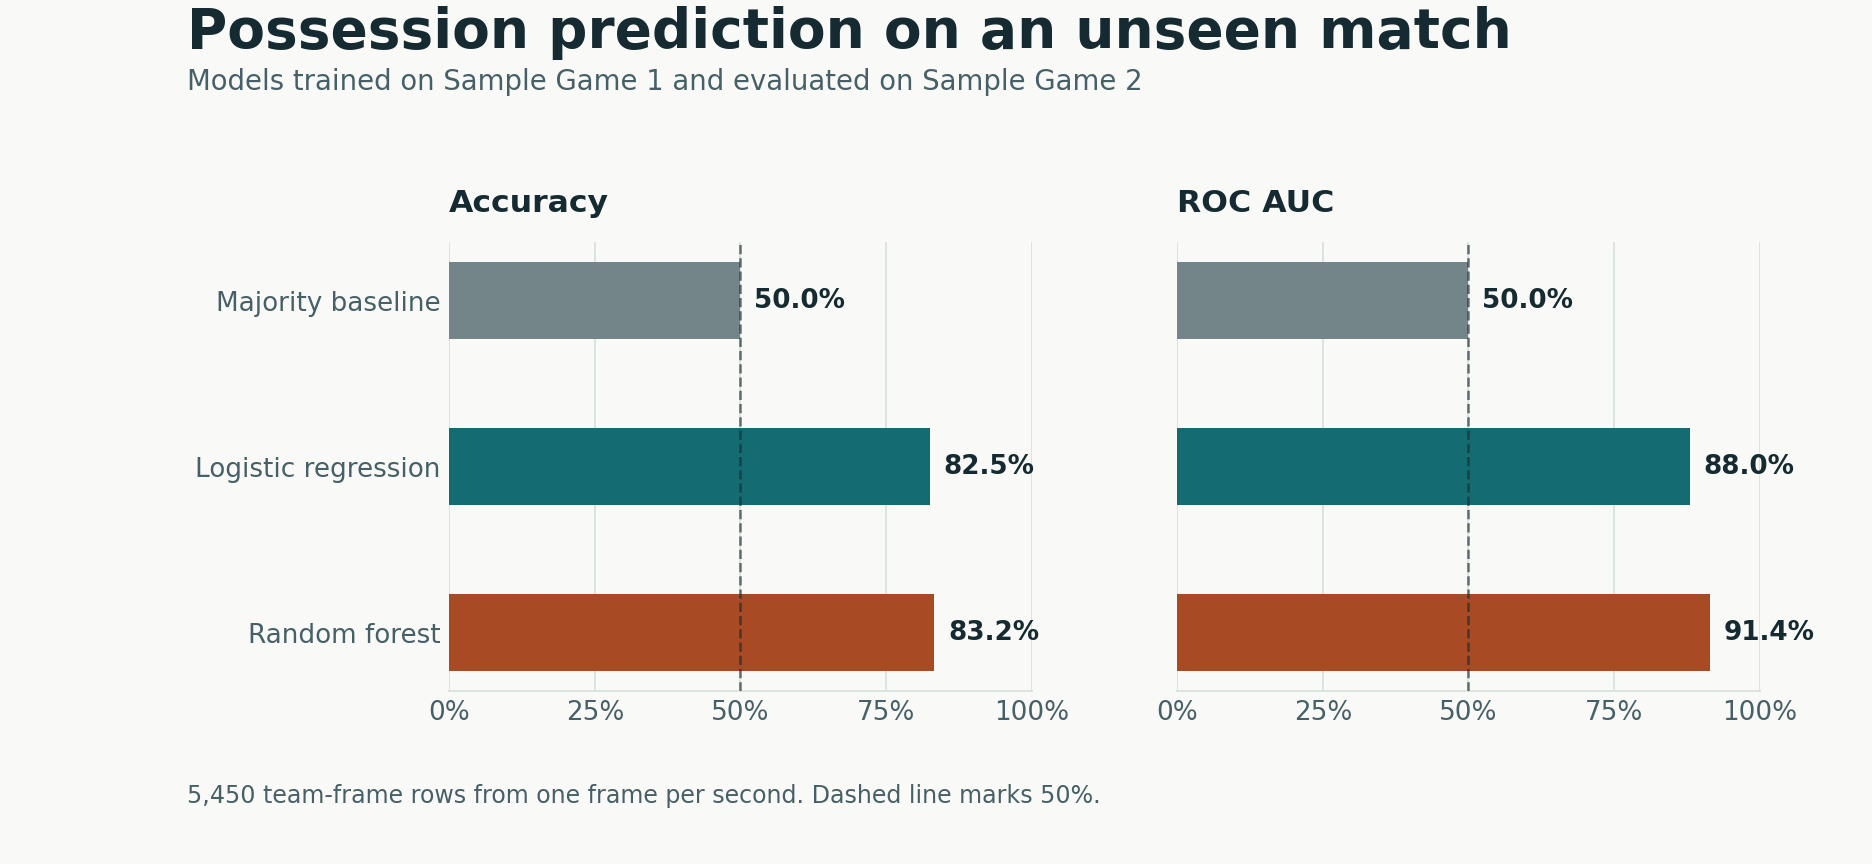 Possession prediction on an unseen match
Models trained on Sample Game 1 and evaluated on Sample Game 2
Accuracy
Majority baseline 50.0%
Logistic regression 82.5%
Random forest 83.2%
0% 25% 50% 75% 100%
ROC AUC
50.0%
88.0%
91.4%
0% 25% 50% 75% 100%
5,450 team-frame rows from one frame per second. Dashed line marks 50%.